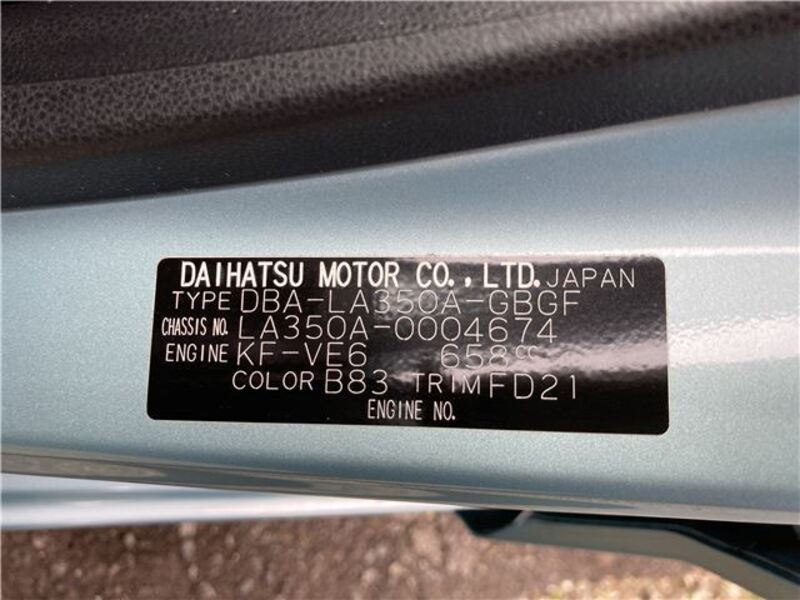 DAIHATSU MOTOR CO., LTD. JAPAN
TYPE DBA-LA350A-GBGF
CHASSIS NO. LA350A-0004674
ENGINE KF-VE6 658cc
COLOR B83 TRIM FD21
ENGINE NO.